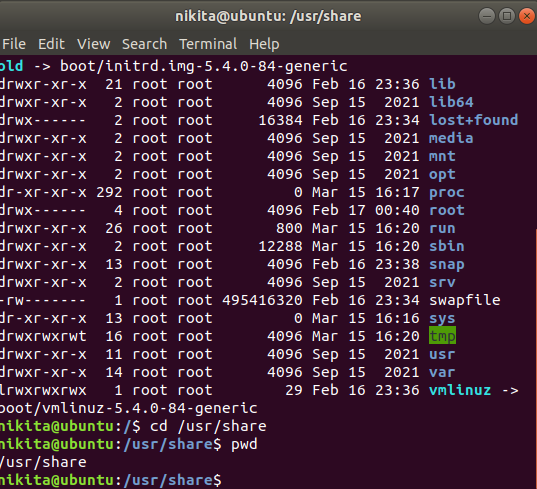 nikita@ubuntu: /usr/share
File Edit View Search Terminal Help
old -> boot/initrd.img-5.4.0-84-generic
drwxr-xr-x 21 root root 4096 Feb 16 23:36 lib
drwxr-xr-x 2 root root 4096 Sep 15 2021 lib64
drwx------ 2 root root 16384 Feb 16 23:34 lost+found
drwxr-xr-x 2 root root 4096 Sep 15 2021 media
drwxr-xr-x 2 root root 4096 Sep 15 2021 mnt
drwxr-xr-x 2 root root 4096 Sep 15 2021 opt
dr-xr-xr-x 292 root root 0 Mar 15 16:17 proc
drwx------ 4 root root 4096 Feb 17 00:40 root
drwxr-xr-x 26 root root 800 Mar 15 16:20 run
drwxr-xr-x 2 root root 12288 Mar 15 16:20 sbin
drwxr-xr-x 13 root root 4096 Feb 16 23:38 snap
drwxr-xr-x 2 root root 4096 Sep 15 2021 srv
-rw------- 1 root root 495416320 Feb 16 23:34 swapfile
dr-xr-xr-x 13 root root 0 Mar 15 16:16 sys
drwxrwxrwt 16 root root 4096 Mar 15 16:20 tmp
drwxr-xr-x 11 root root 4096 Sep 15 2021 usr
drwxr-xr-x 14 root root 4096 Sep 15 2021 var
lrwxrwxrwx 1 root root 29 Feb 16 23:36 vmlinuz ->
boot/vmlinuz-5.4.0-84-generic
nikita@ubuntu:/$ cd /usr/share
nikita@ubuntu:/usr/share$ pwd
/usr/share
nikita@ubuntu:/usr/share$